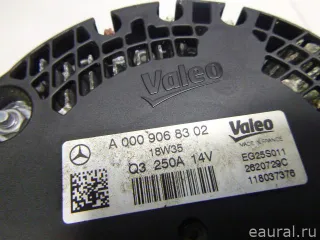 Valeo
A 000 906 83 02
18W35
Q3 250A 14V
Valeo
MADE IN FRANCE
EG25S011
2620729C
118037376
eaural.ru